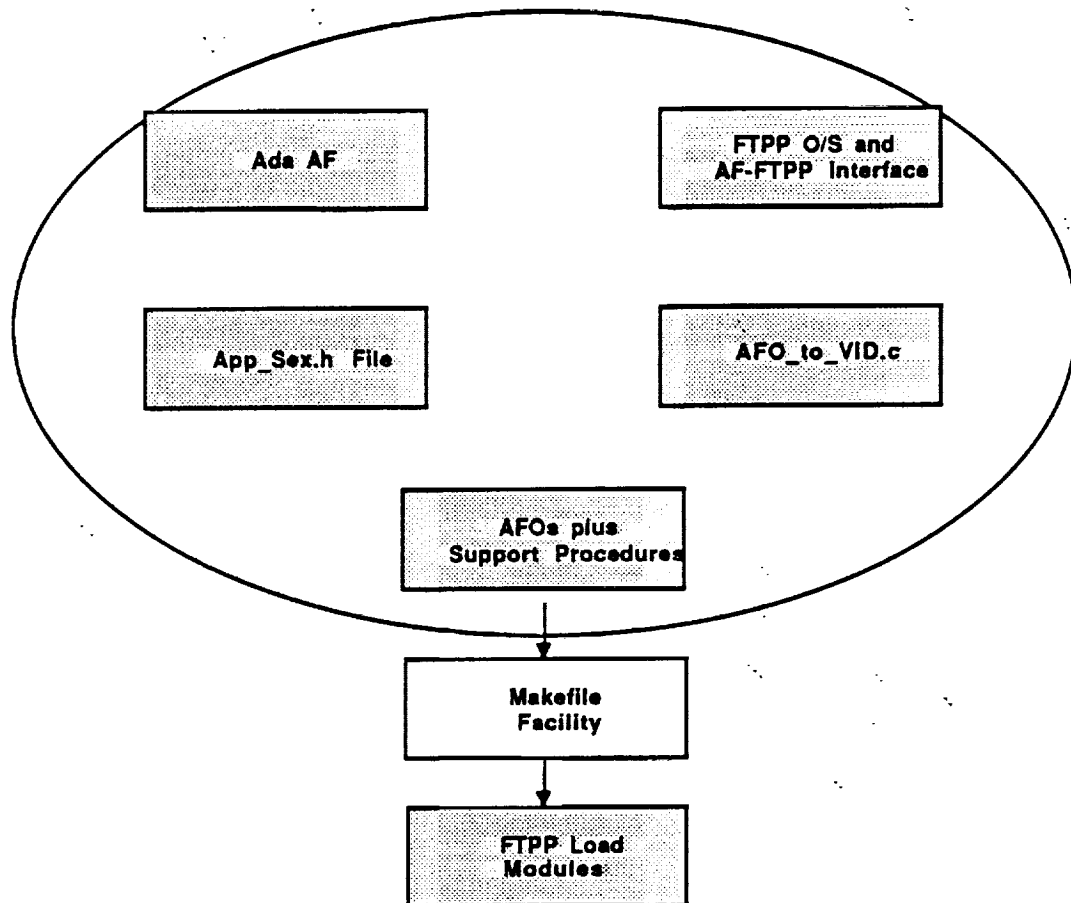 Ada AF
FTPP O/S and
AF-FTPP Interface
App_Sex.h File
AFO_to_VID.c
AFOs plus
Support Procedures
Makefile
Facility
FTPP Load
Modules